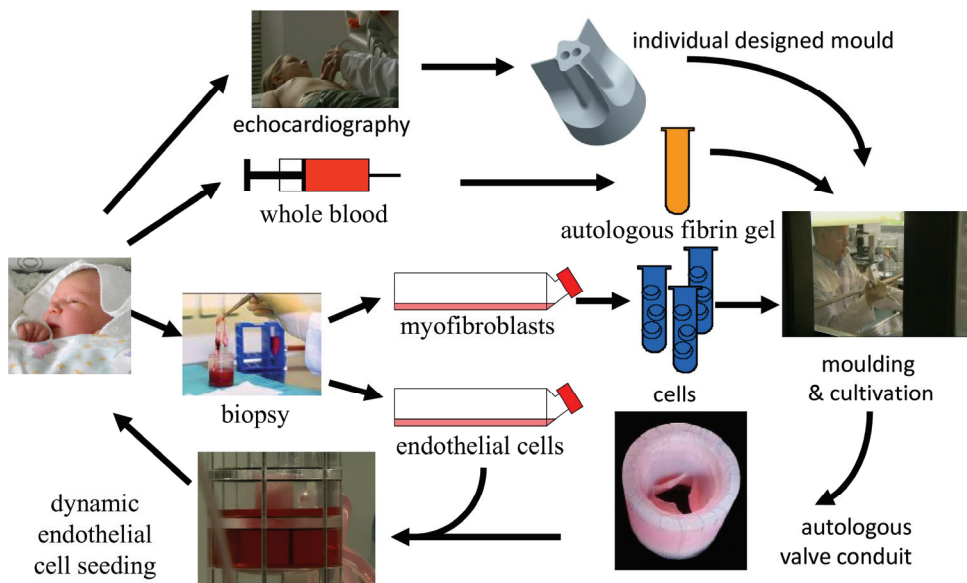 individual designed mould
echocardiography
whole blood
autologous fibrin gel
myofibroblasts
biopsy
cells
endothelial cells
moulding
& cultivation
dynamic
endothelial
cell seeding
autologous
valve conduit